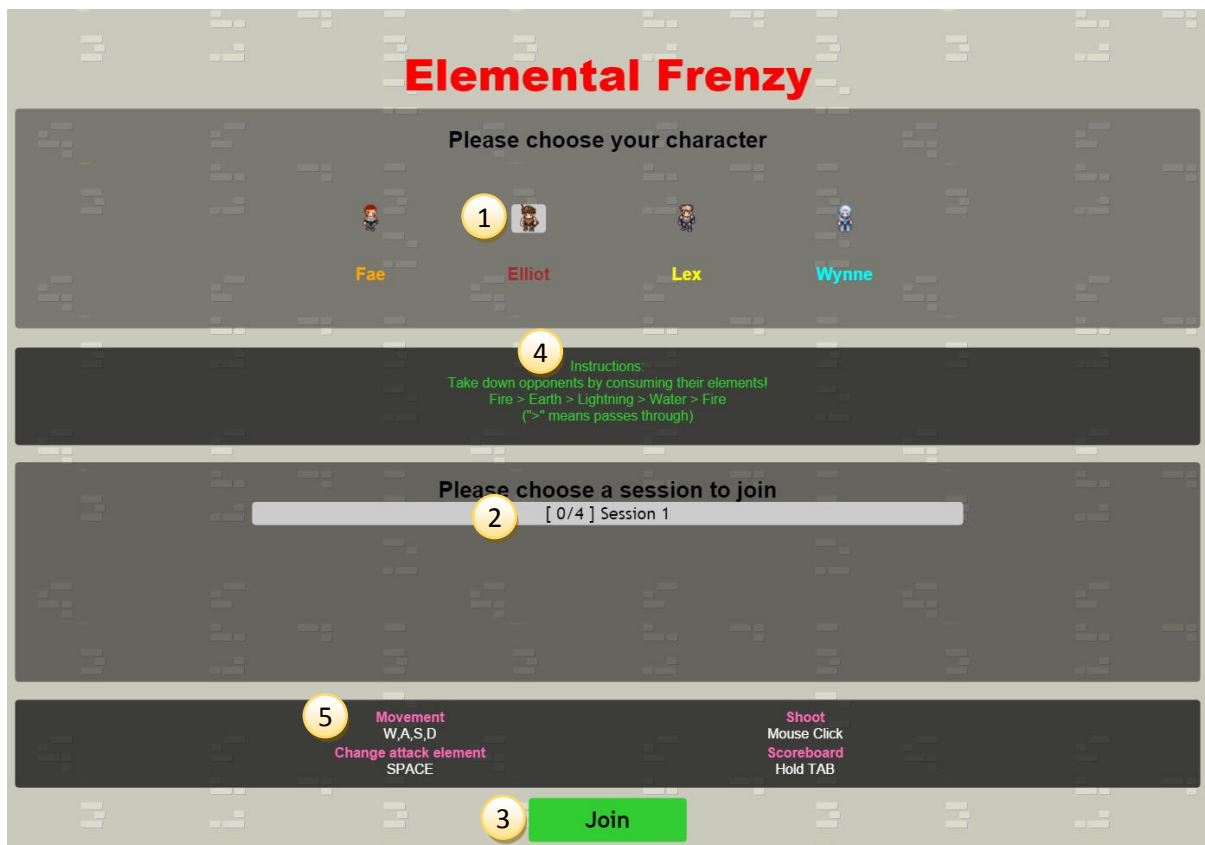 Elemental Frenzy
Please choose your character
1
Fae Elliot Lex Wynne
4
Instructions:
Take down opponents by consuming their elements!
Fire > Earth > Lightning > Water > Fire
(">" means passes through)
Please choose a session to join
2 [ 0/4 ] Session 1
5 Movement Shoot
W,A,S,D Mouse Click
Change attack element Scoreboard
SPACE Hold TAB
3 Join